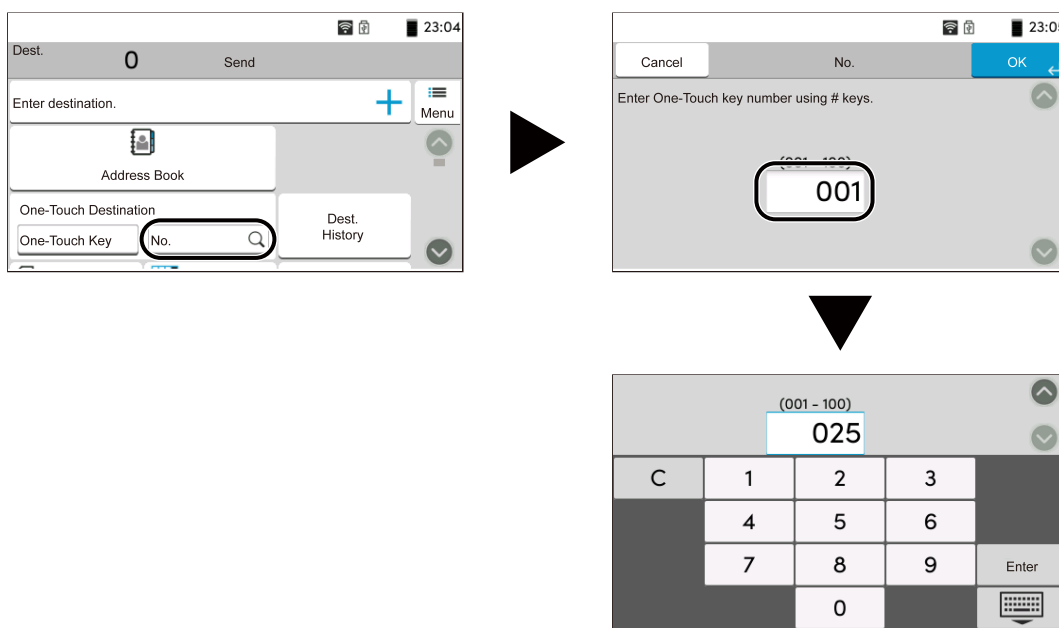 23:04
Dest.
0
Send
Enter destination.
Menu
Address Book
One-Touch Destination
One-Touch Key
No.
Dest.
History
Cancel
No.
OK
Enter One-Touch key number using # keys.
(001 - 100)
001
(001 - 100)
025
C 1 2 3
4 5 6
7 8 9 Enter
0